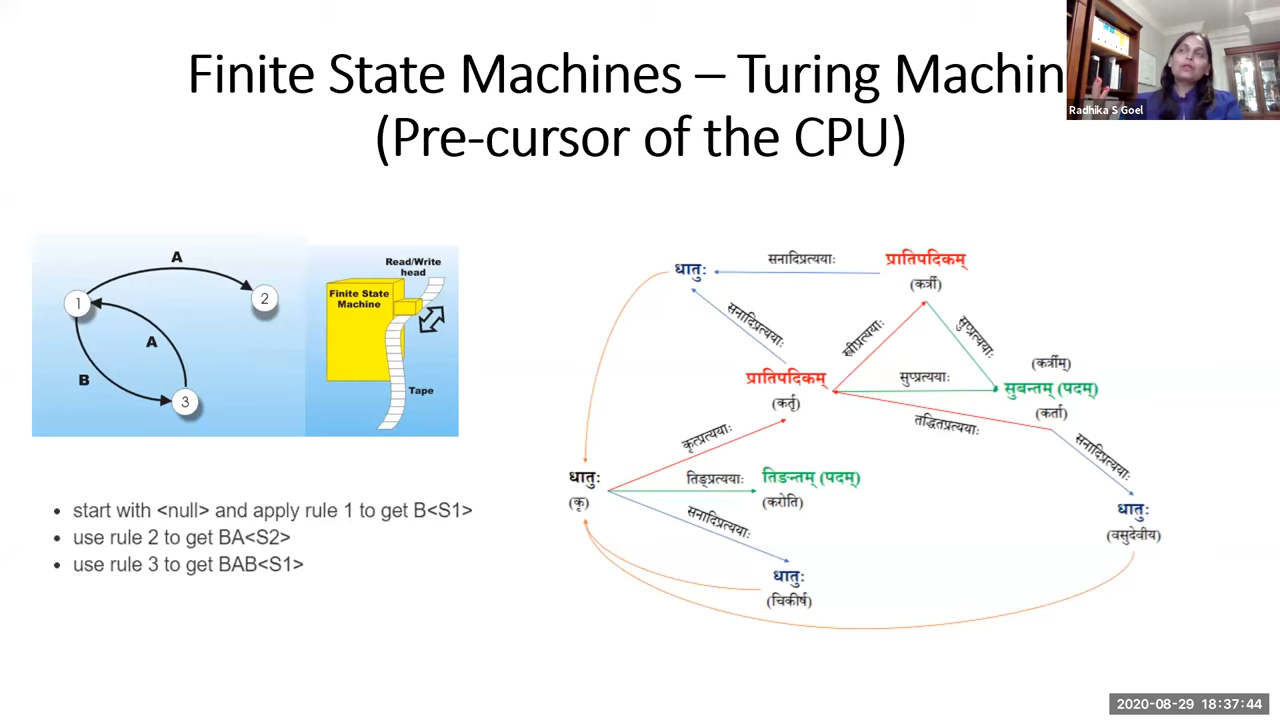 Finite State Machines – Turing Machin
(Pre-cursor of the CPU)
Radhika S Goel
A
1
2
A
B
3
Read/Write
head
Finite State
Machine
Tape
start with <null> and apply rule 1 to get B<S1>
use rule 2 to get BA<S2>
use rule 3 to get BAB<S1>
धातुः
सनादिप्रत्ययाः
प्रातिपदिकम्
(कर्त्री)
सनादिप्रत्ययाः
स्त्रीप्रत्ययाः
सुप्प्रत्ययाः
प्रातिपदिकम्
(कर्तृ)
सुप्प्रत्ययाः
(कर्त्रीम्)
सुबन्तम् (पदम्)
(कर्ता)
तद्धितप्रत्ययाः
सनादिप्रत्ययाः
कृत्प्रत्ययाः
धातुः
(कृ)
तिङ्प्रत्ययाः
तिङन्तम् (पदम्)
(करोति)
सनादिप्रत्ययाः
धातुः
(वसुदेवीय)
धातुः
(चिकीर्ष)
2020-08-29 18:37:44